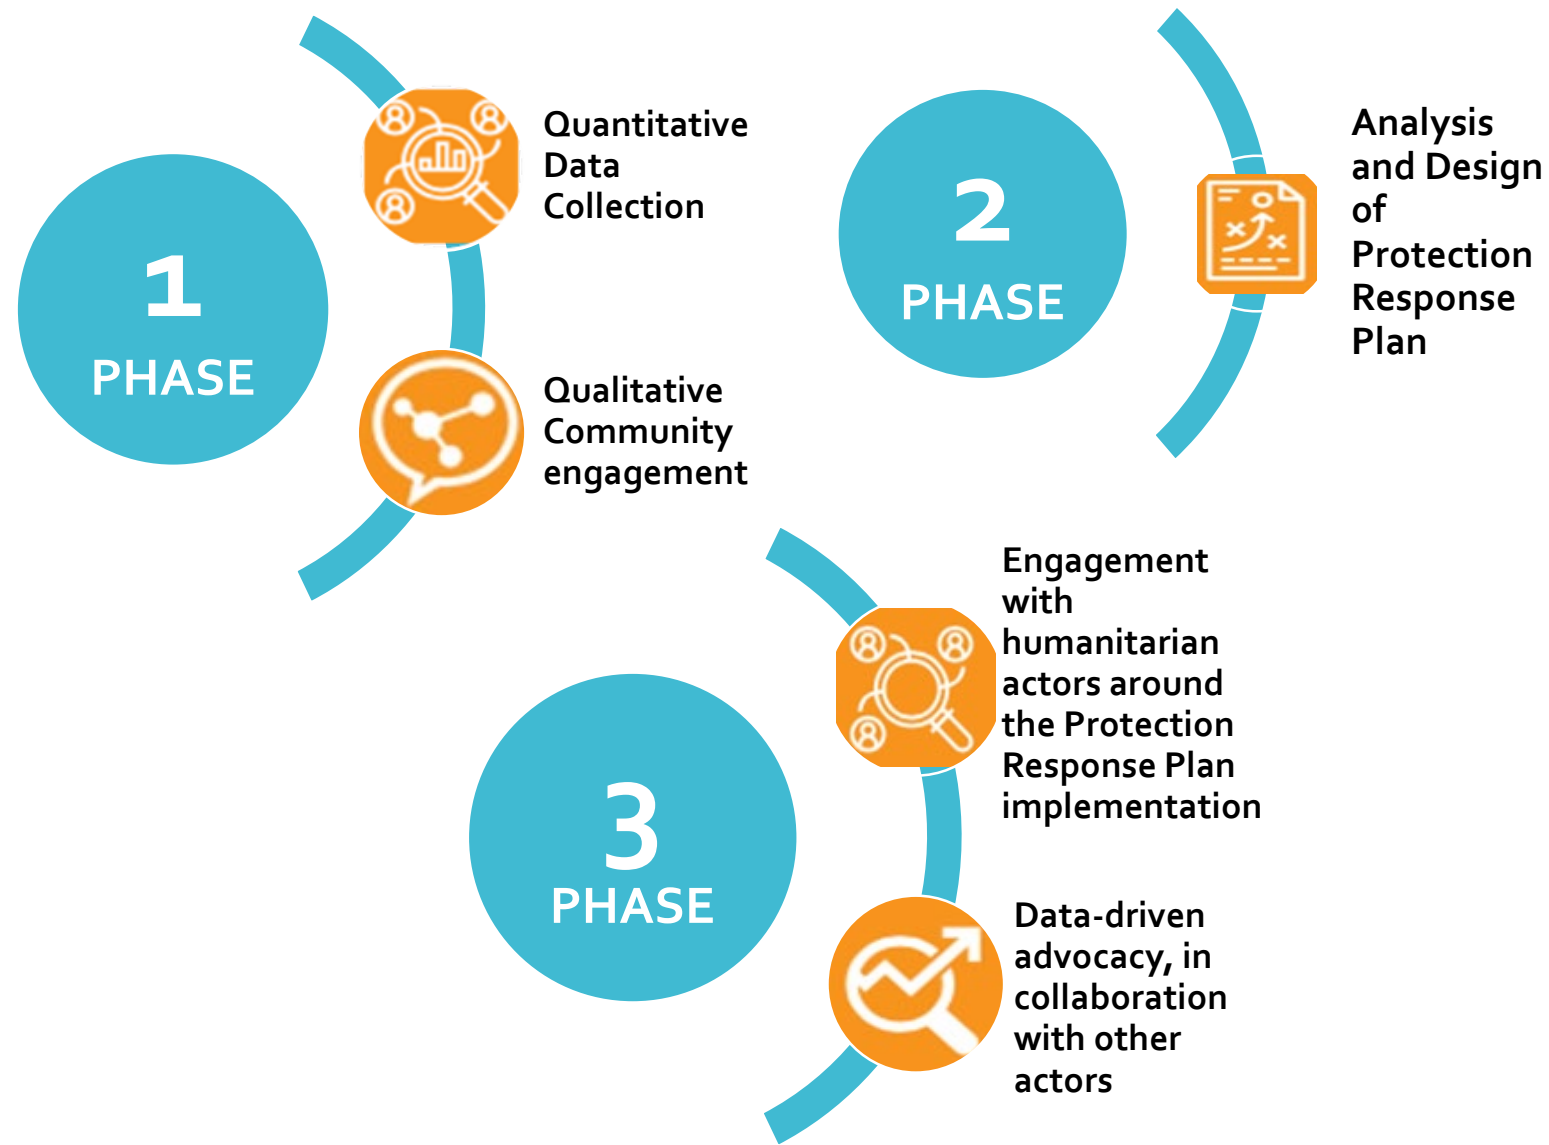 1
PHASE
Quantitative
Data
Collection
Qualitative
Community
engagement
2
PHASE
Analysis
and Design
of
Protection
Response
Plan
3
PHASE
Engagement
with
humanitarian
actors around
the Protection
Response Plan
implementation
Data-driven
advocacy, in
collaboration
with other
actors